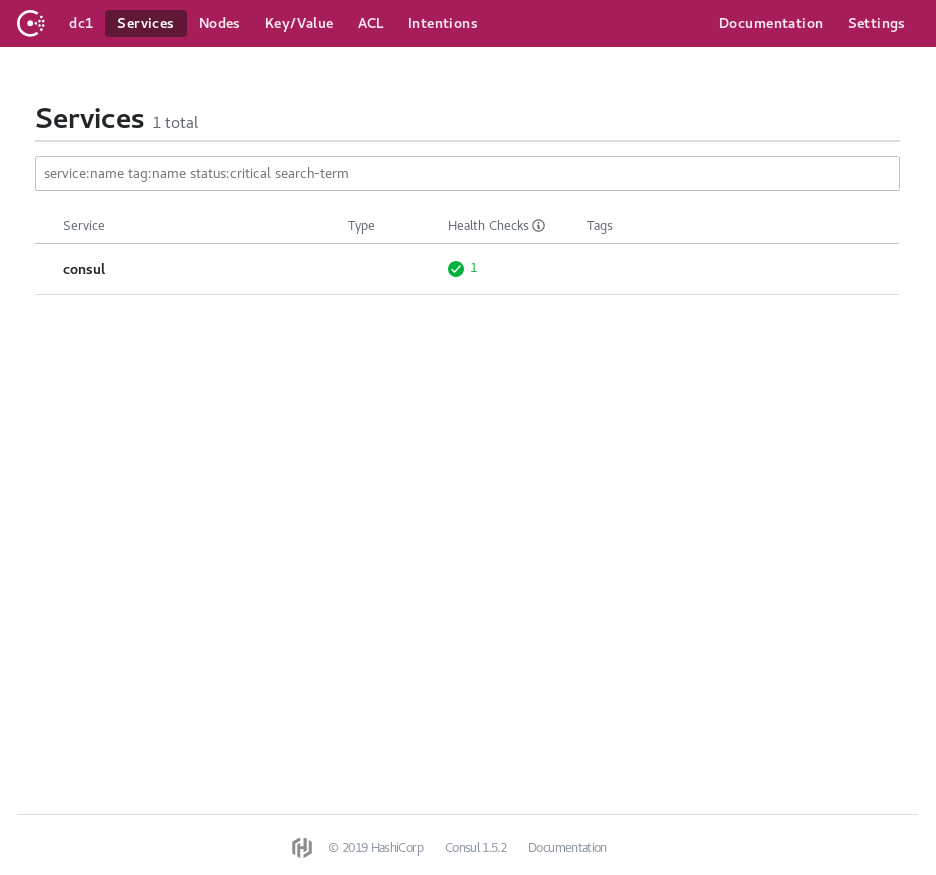 dc1 Services Nodes Key/Value ACL Intentions Documentation Settings
Services 1 total
service:name tag:name status:critical search-term
Service Type Health Checks Tags
consul 1
© 2019 HashiCorp Consul 1.5.2 Documentation